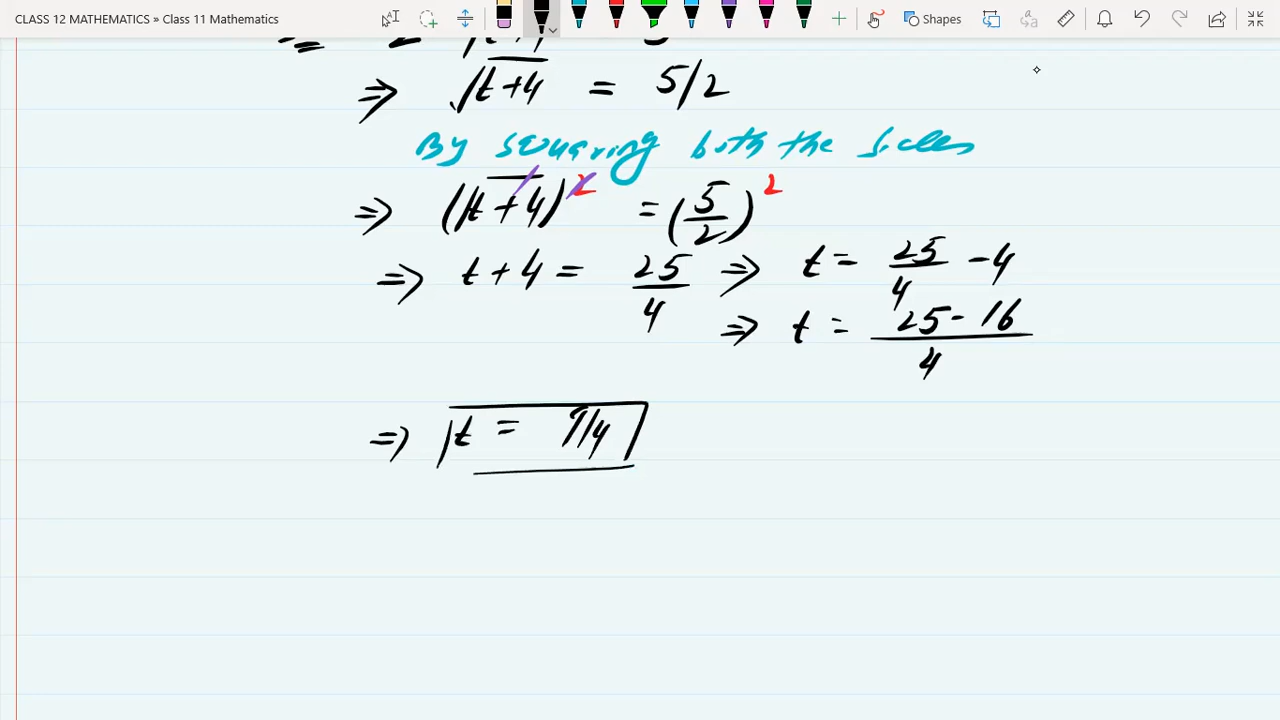 CLASS 12 MATHEMATICS » Class 11 Mathematics
Shapes
⇒ √t+4 = 5/2
By squaring both the sides
⇒ (√t+4)² = (5/2)²
⇒ t+4 = 25/4 ⇒ t = 25/4 - 4
⇒ t = 25-16/4
⇒ t = 9/4